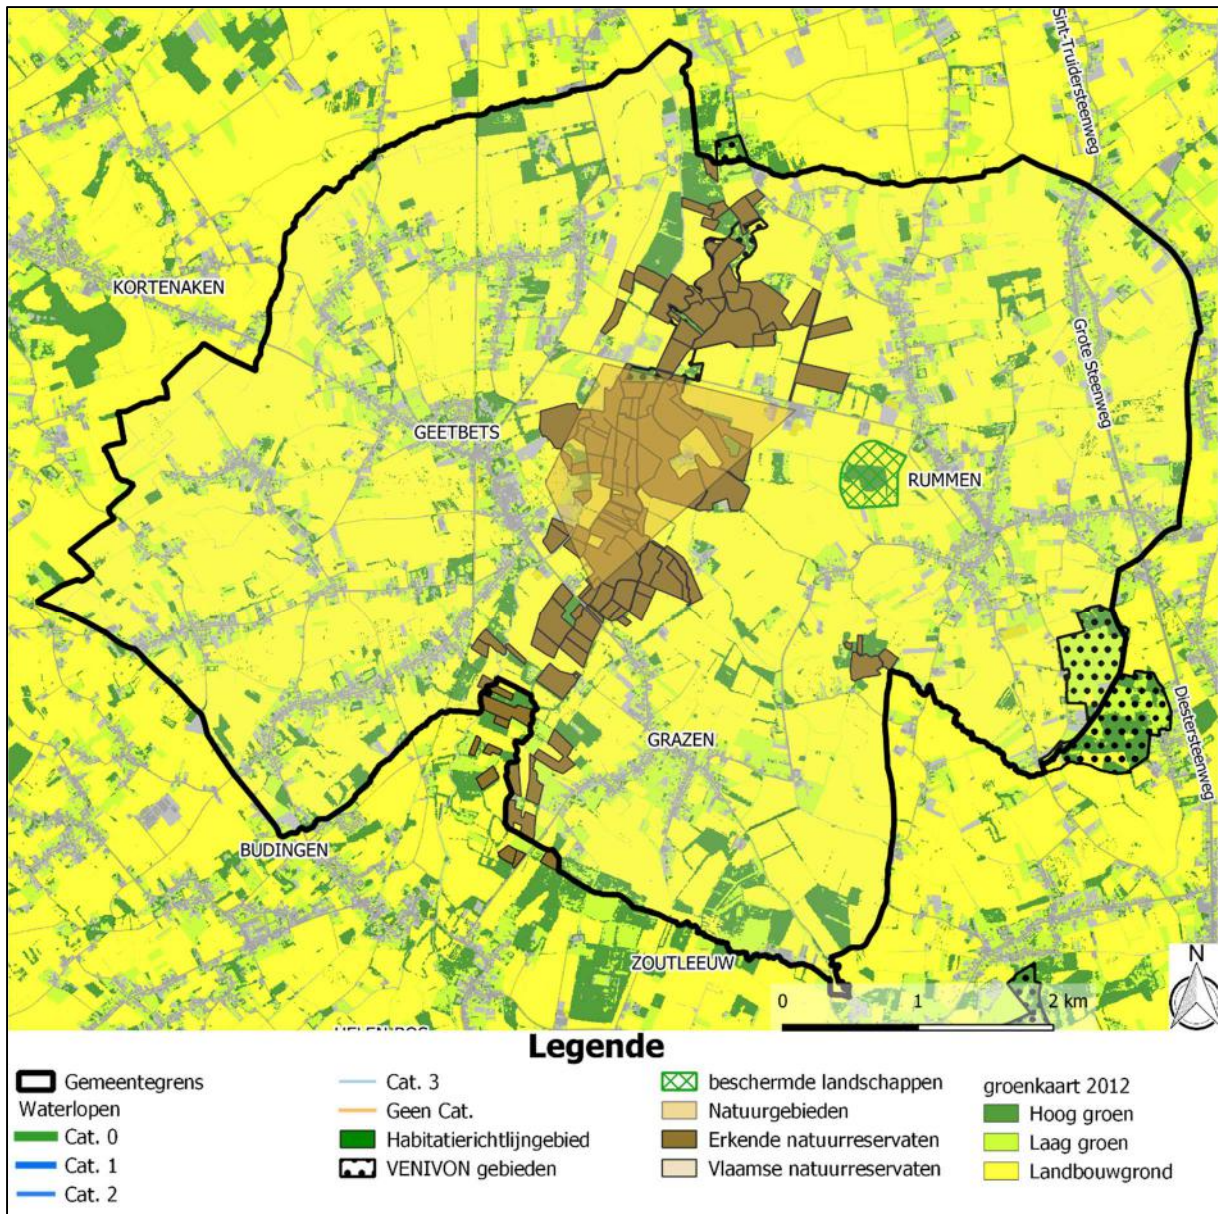 Sint-Truidersteenweg
KORTENAKEN
Grote Steenweg
GEETBETS
RUMMEN
Diestersteenweg
GRAZEN
BUDINGEN
ZOUTLEEUW
N
0 1 2 km
Legende
Gemeentegrens
Waterlopen
Cat. 0
Cat. 1
Cat. 2
Cat. 3
Geen Cat.
Habitatierichtlijngebied
VENIVON gebieden
beschermde landschappen
Natuurgebieden
Erkende natuurreservaten
Vlaamse natuurreservaten
groenkaart 2012
Hoog groen
Laag groen
Landbouwgrond